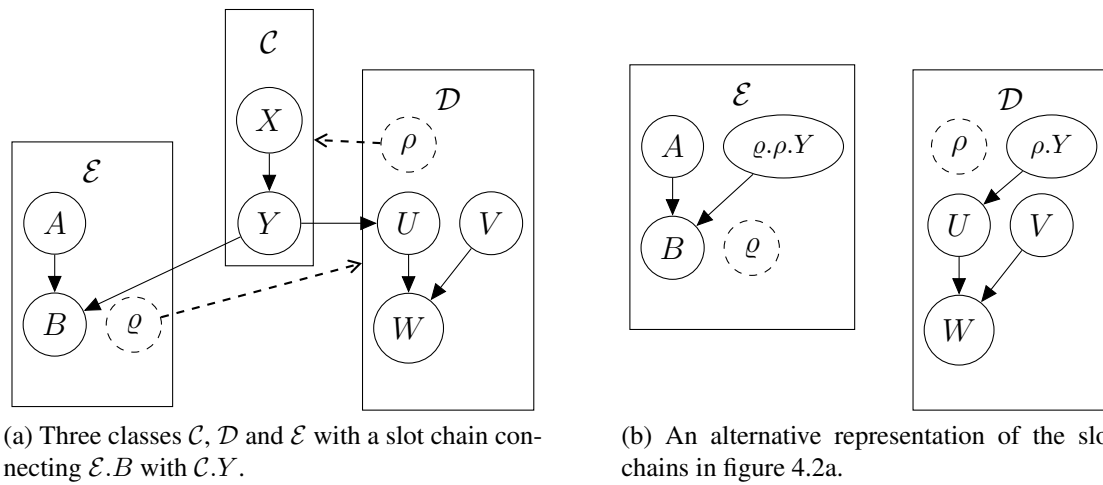 𝒞
X
Y
ℰ
A
B
ϱ
𝒟
ρ
U
V
W
(a) Three classes 𝒞, 𝒟 and ℰ with a slot chain con-
necting ℰ.B with 𝒞.Y.
ℰ
A
ϱ.ρ.Y
B
ϱ
𝒟
ρ
ρ.Y
U
V
W
(b) An alternative representation of the slo
chains in figure 4.2a.